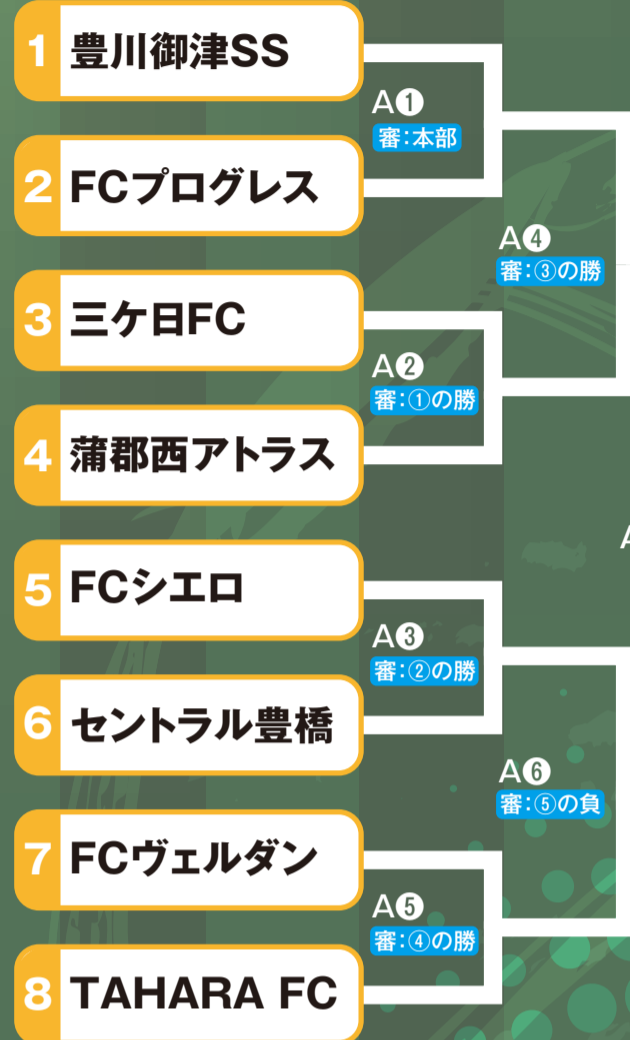 1 豊川御津SS
A❶
審:本部
2 FCプログレス
A❹
審:③の勝
3 三ケ日FC
A❷
審:①の勝
4 蒲郡西アトラス
A
5 FCシエロ
A❸
審:②の勝
6 セントラル豊橋
A❻
審:⑤の負
7 FCヴェルダン
A❺
審:④の勝
8 TAHARA FC